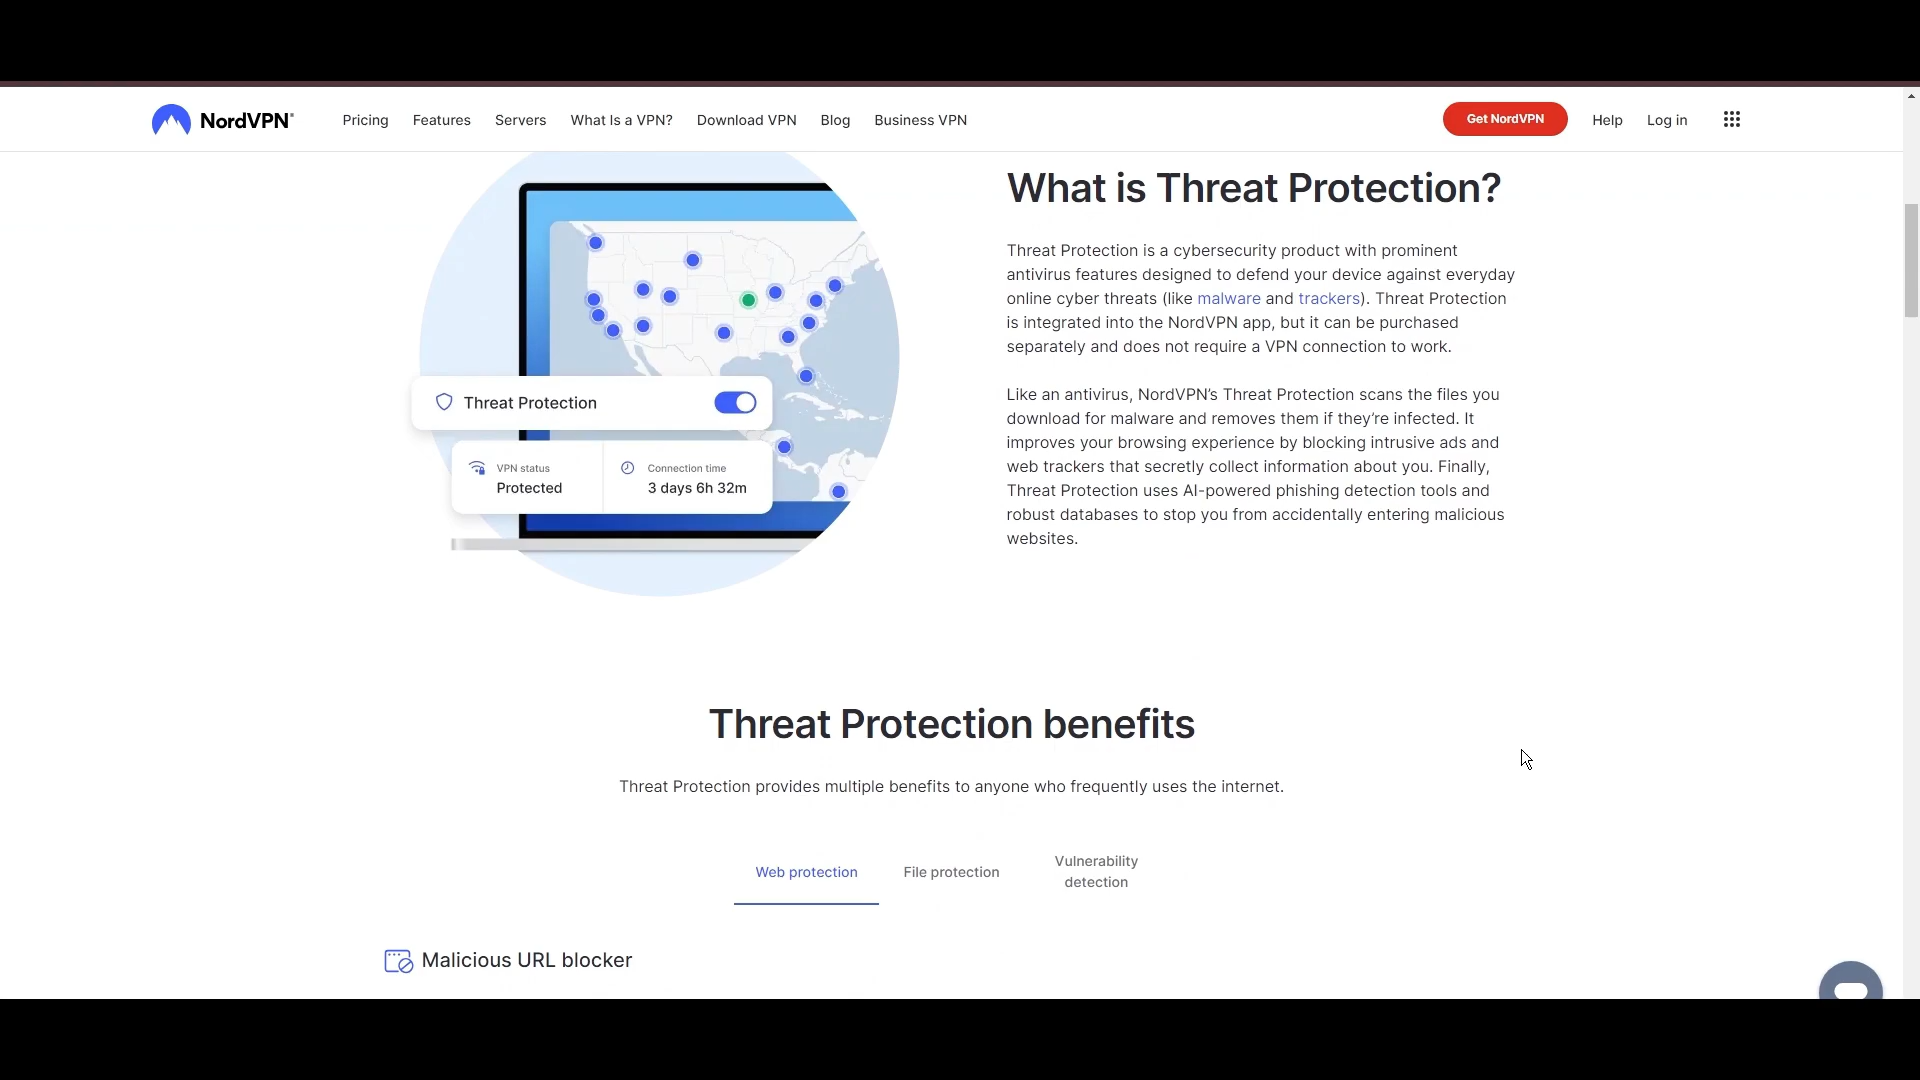 NordVPN®
Pricing
Features
Servers
What Is a VPN?
Download VPN
Blog
Business VPN
Get NordVPN
Help
Log in
Threat Protection
VPN status
Protected
Connection time
3 days 6h 32m
What is Threat Protection?
Threat Protection is a cybersecurity product with prominent
antivirus features designed to defend your device against everyday
online cyber threats (like malware and trackers). Threat Protection
is integrated into the NordVPN app, but it can be purchased
separately and does not require a VPN connection to work.
Like an antivirus, NordVPN’s Threat Protection scans the files you
download for malware and removes them if they’re infected. It
improves your browsing experience by blocking intrusive ads and
web trackers that secretly collect information about you. Finally,
Threat Protection uses AI-powered phishing detection tools and
robust databases to stop you from accidentally entering malicious
websites.
Threat Protection benefits
Threat Protection provides multiple benefits to anyone who frequently uses the internet.
Web protection
File protection
Vulnerability
detection
Malicious URL blocker